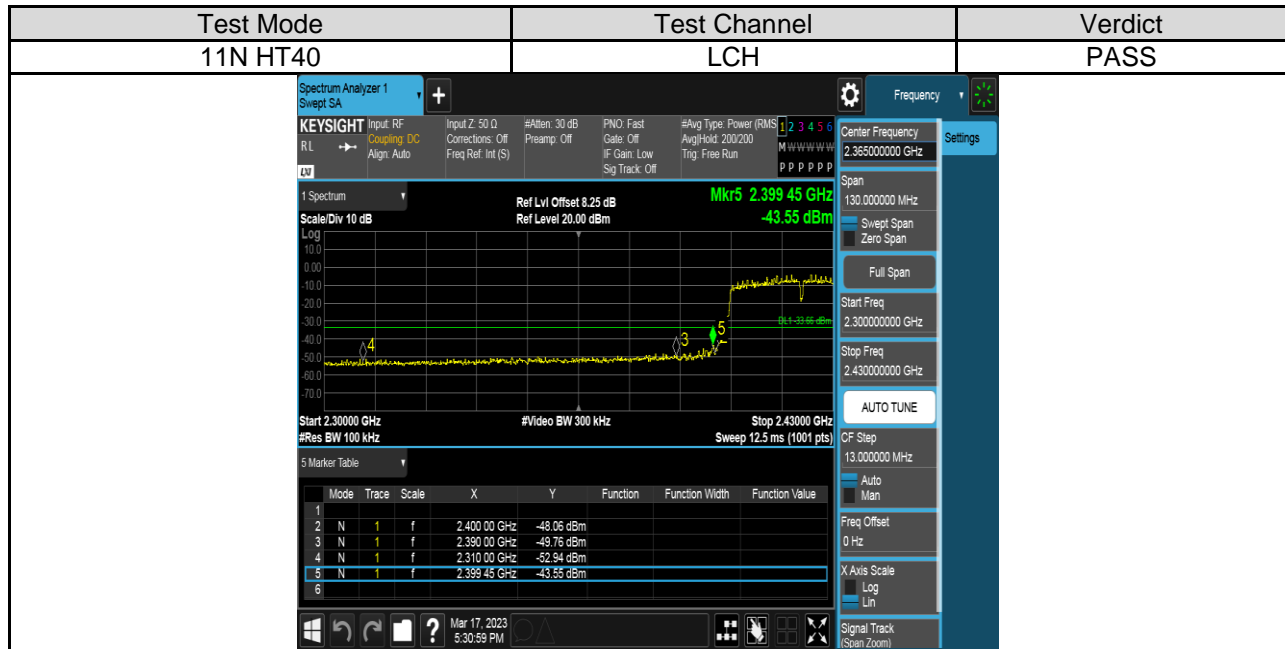 Test Mode Test Channel Verdict
11N HT40 LCH PASS
Spectrum Analyzer 1
Swept SA
Frequency
KEYSIGHT Input: RF Input Z: 50 Ω #Atten: 30 dB PNO: Fast #Avg Type: Power (RMS 1 2 3 4 5 6
RL Coupling: DC Corrections: Off Preamp: Off Gate: Off Avg|Hold: 200/200 M W W W W W
Align: Auto Freq Ref: Int (S) IF Gain: Low Trig: Free Run
LXI Sig Track: Off P P P P P P
1 Spectrum
Ref Lvl Offset 8.25 dB Mkr5 2.399 45 GHz
Scale/Div 10 dB Ref Level 20.00 dBm -43.55 dBm
Log
10.0
0.00
-10.0
-20.0
-30.0
DL1 -33.66 dBm
-40.0
-50.0
-60.0
-70.0
4
3
5
Start 2.30000 GHz #Video BW 300 kHz Stop 2.43000 GHz
#Res BW 100 kHz Sweep 12.5 ms (1001 pts)
5 Marker Table
Mode Trace Scale X Y Function Function Width Function Value
1
2 N 1 f 2.400 00 GHz -48.06 dBm
3 N 1 f 2.390 00 GHz -49.76 dBm
4 N 1 f 2.310 00 GHz -52.94 dBm
5 N 1 f 2.399 45 GHz -43.55 dBm
6
?
Mar 17, 2023
5:30:59 PM
Center Frequency
2.365000000 GHz
Settings
Span
130.000000 MHz
Swept Span
Zero Span
Full Span
Start Freq
2.300000000 GHz
Stop Freq
2.430000000 GHz
AUTO TUNE
CF Step
13.000000 MHz
Auto
Man
Freq Offset
0 Hz
X Axis Scale
Log
Lin
Signal Track
(Span Zoom)